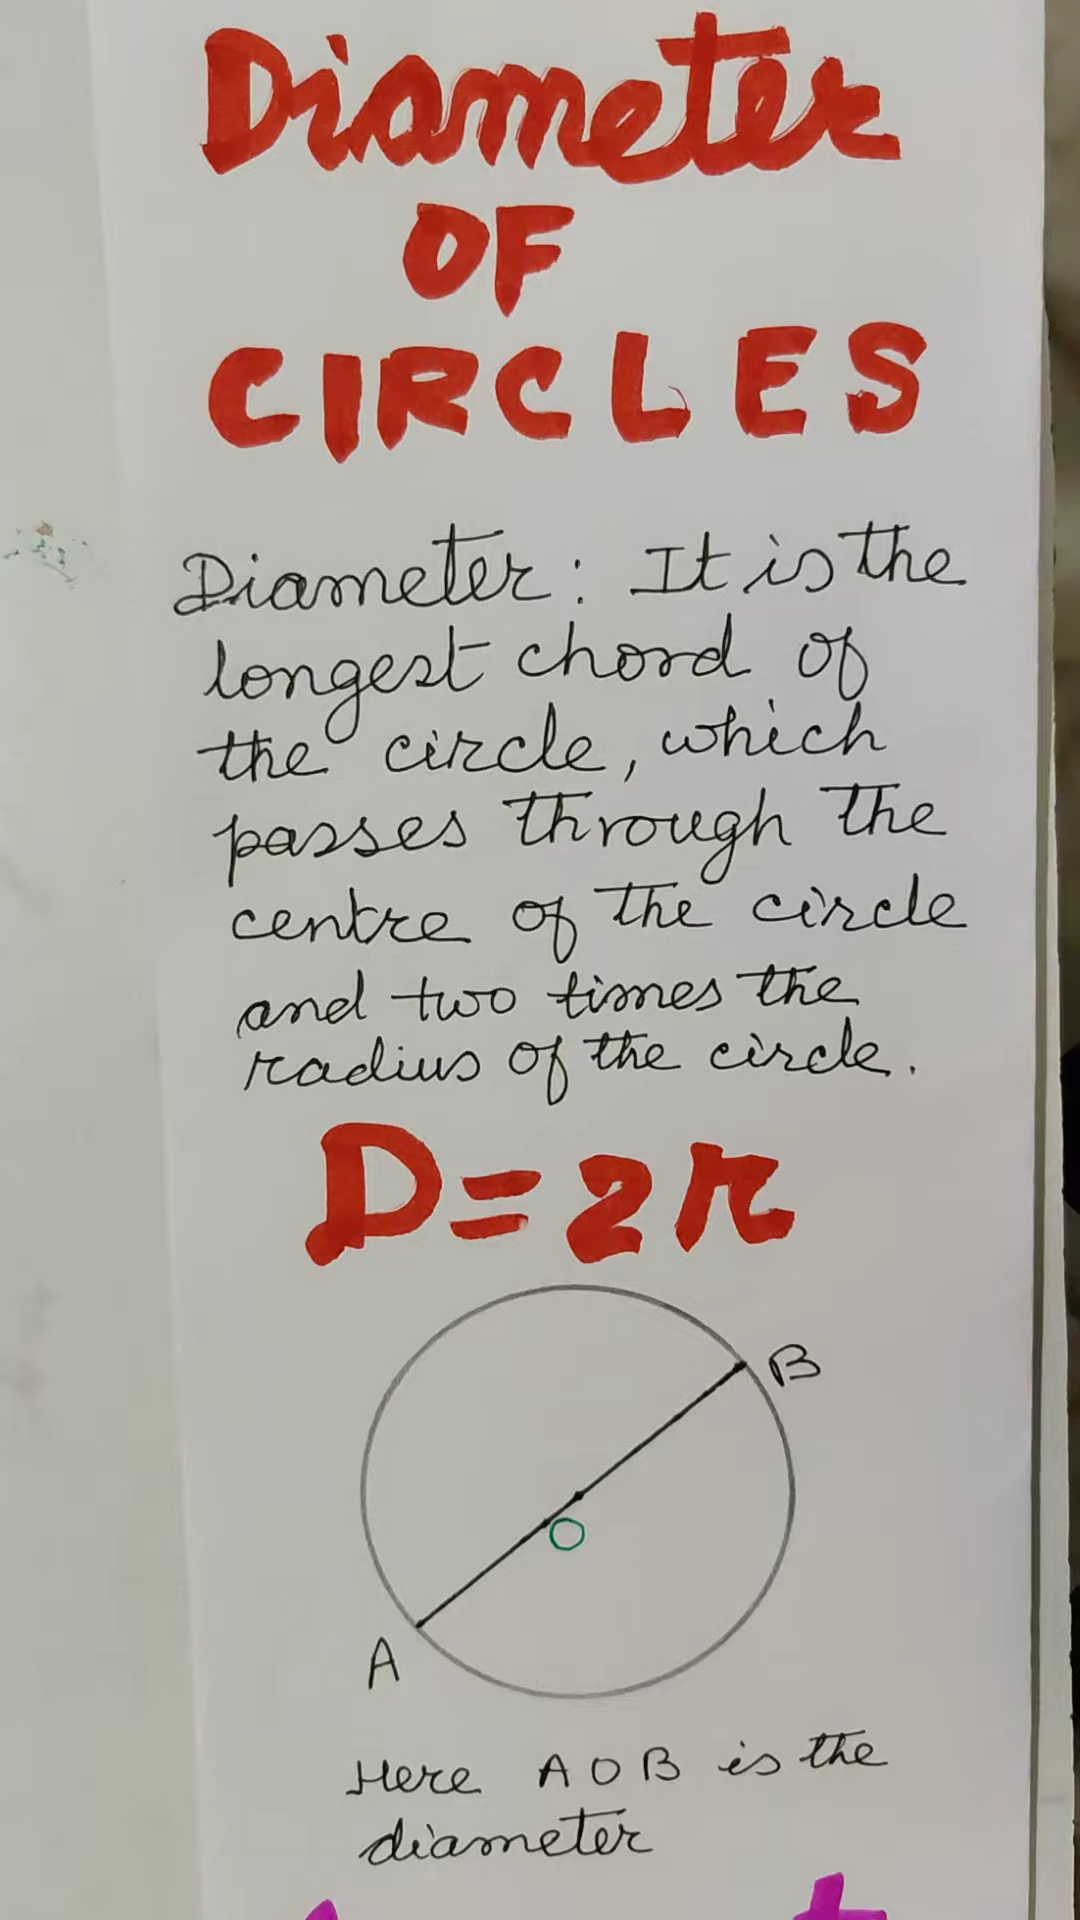 Diameter
OF
CIRCLES
Diameter: It is the
longest chord of
the circle, which
passes through the
centre of the circle
and two times the
radius of the circle.
D=2r
B
O
A
Here AOB is the
diameter